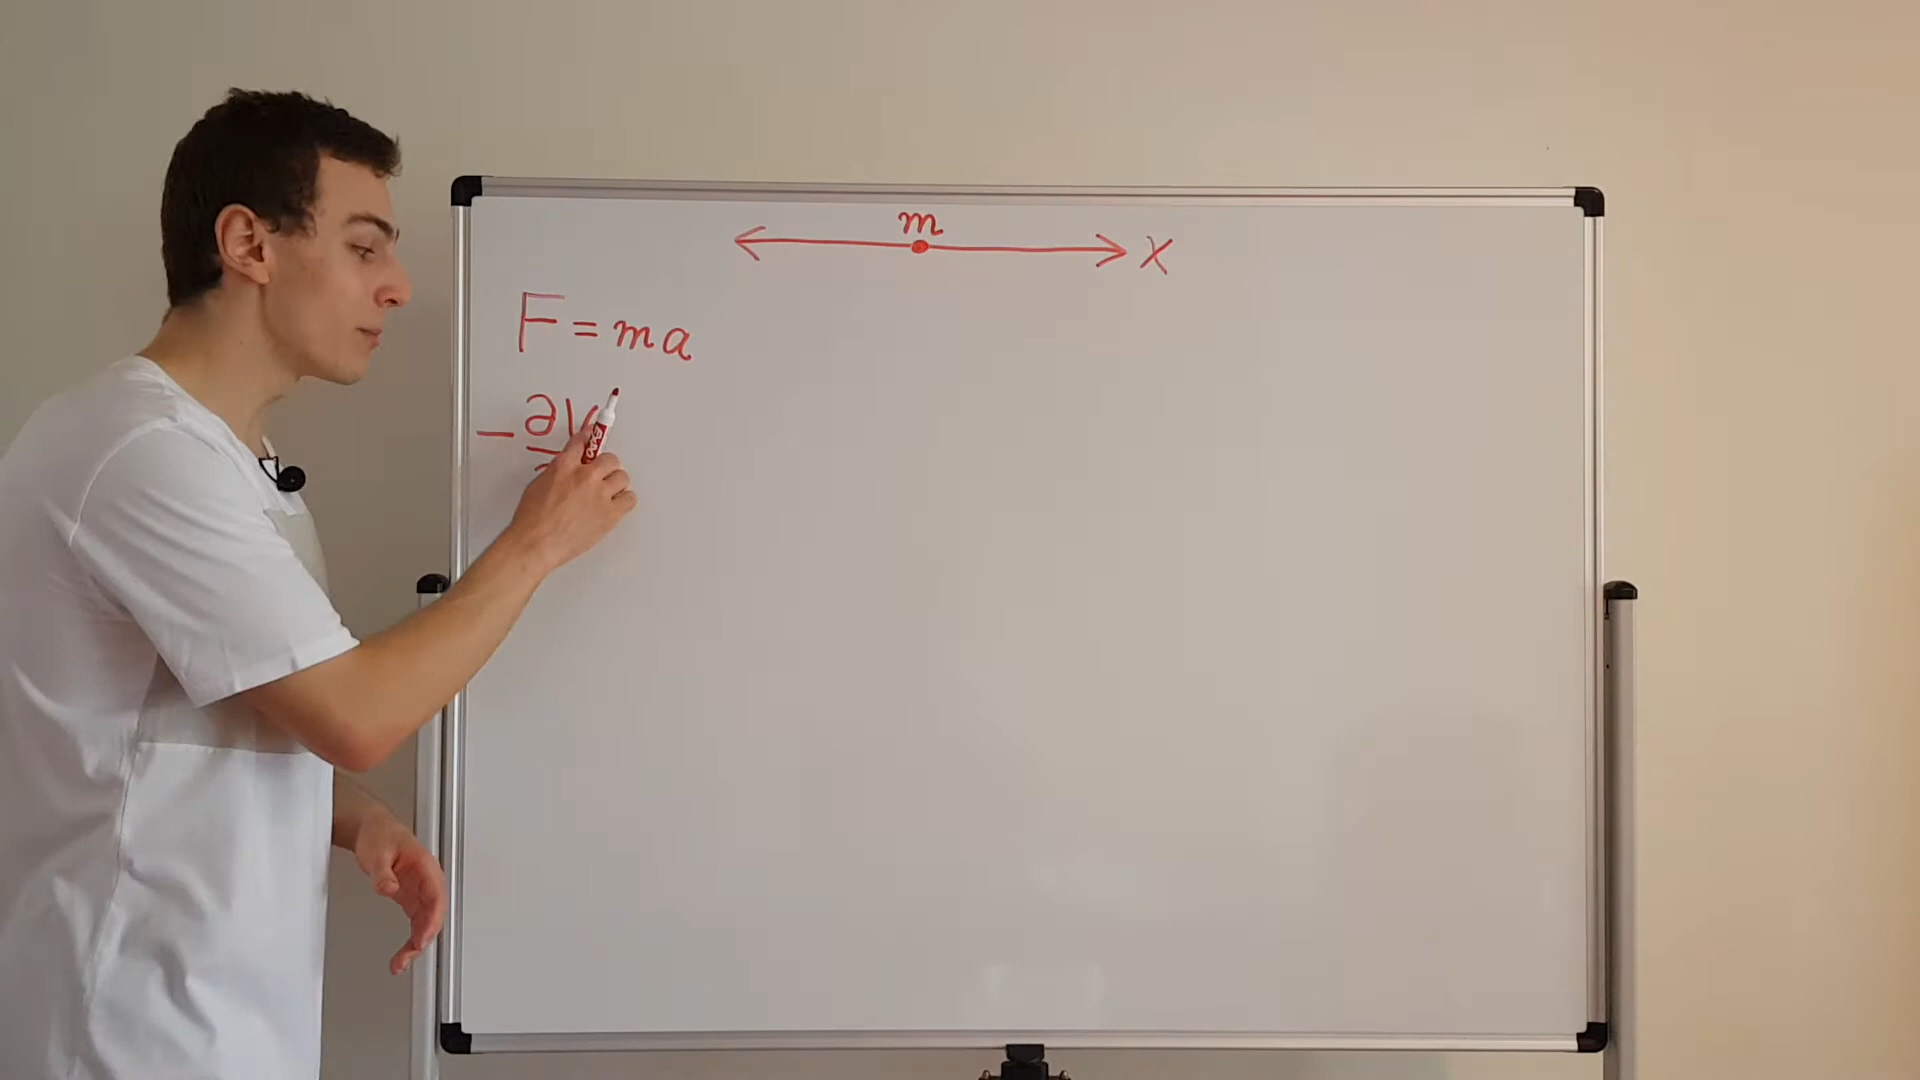 m
X
F = ma
- ∂V